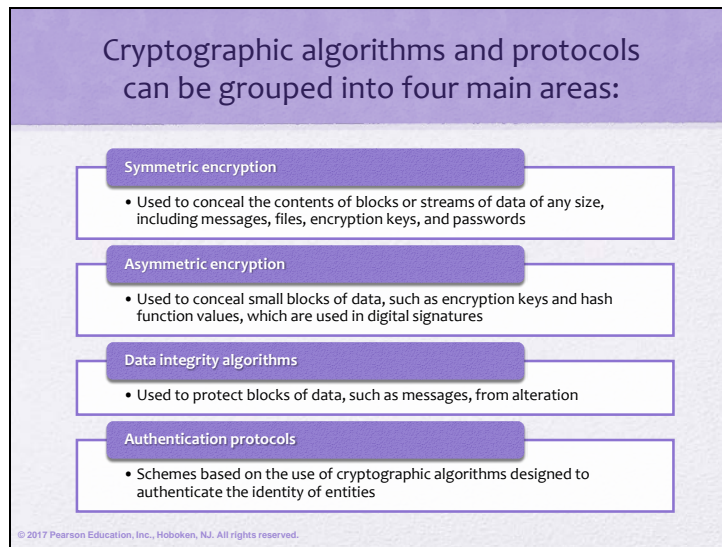 Cryptographic algorithms and protocols
can be grouped into four main areas:
Symmetric encryption
• Used to conceal the contents of blocks or streams of data of any size,
including messages, files, encryption keys, and passwords
Asymmetric encryption
• Used to conceal small blocks of data, such as encryption keys and hash
function values, which are used in digital signatures
Data integrity algorithms
• Used to protect blocks of data, such as messages, from alteration
Authentication protocols
• Schemes based on the use of cryptographic algorithms designed to
authenticate the identity of entities
© 2017 Pearson Education, Inc., Hoboken, NJ. All rights reserved.